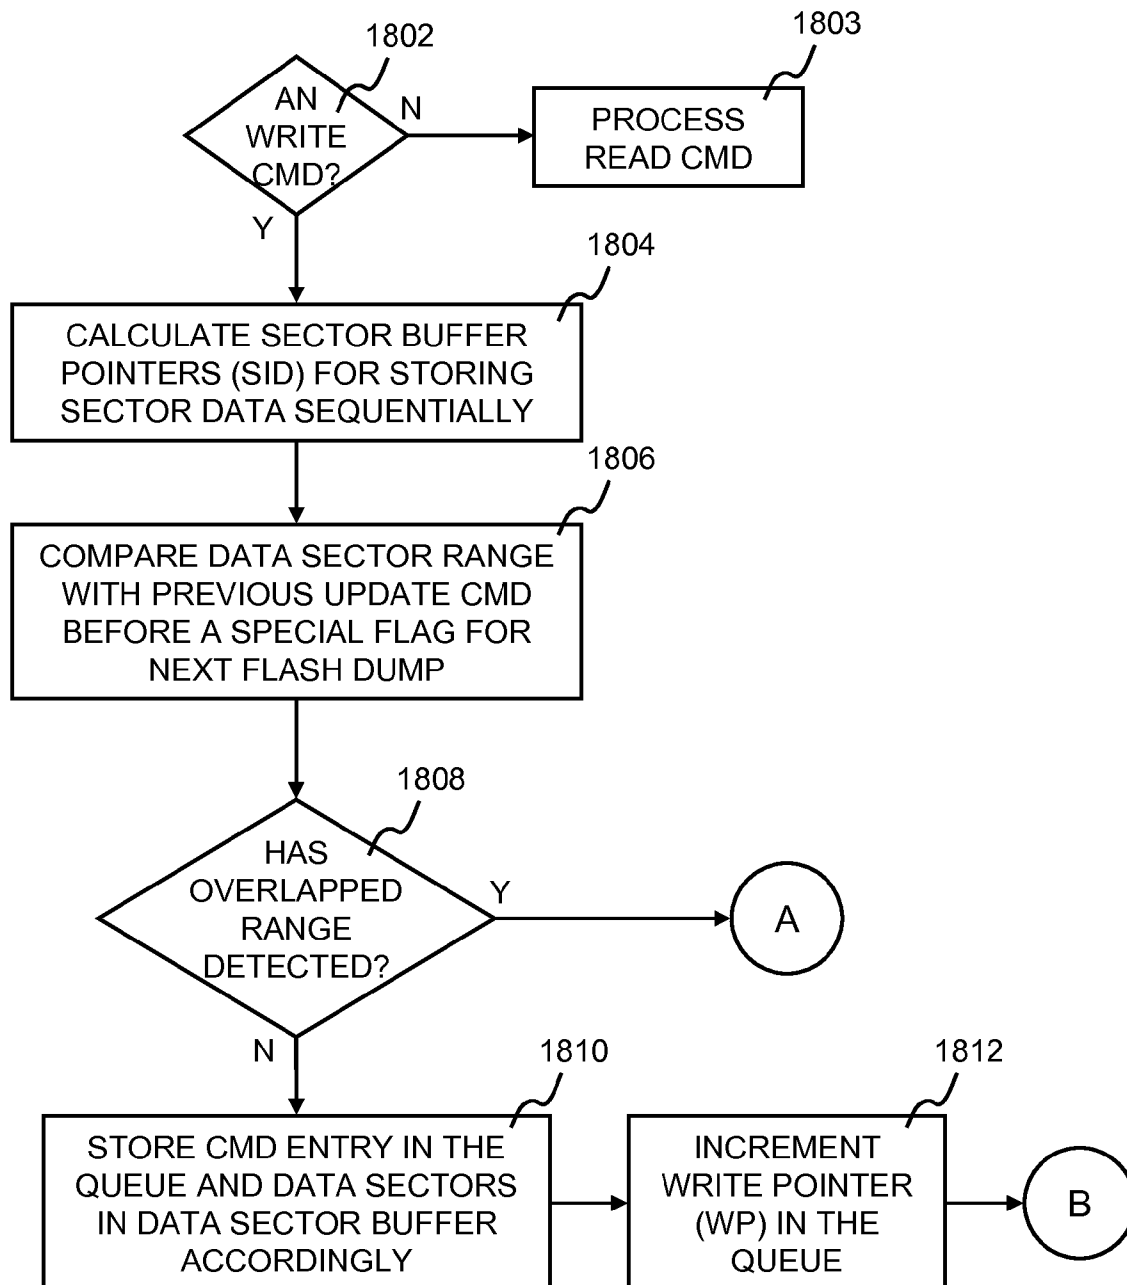 1802
AN
WRITE
CMD?
N
Y
1803
PROCESS
READ CMD
1804
CALCULATE SECTOR BUFFER
POINTERS (SID) FOR STORING
SECTOR DATA SEQUENTIALLY
1806
COMPARE DATA SECTOR RANGE
WITH PREVIOUS UPDATE CMD
BEFORE A SPECIAL FLAG FOR
NEXT FLASH DUMP
1808
HAS
OVERLAPPED
RANGE
DETECTED?
Y
A
N
1810
STORE CMD ENTRY IN THE
QUEUE AND DATA SECTORS
IN DATA SECTOR BUFFER
ACCORDINGLY
1812
INCREMENT
WRITE POINTER
(WP) IN THE
QUEUE
B